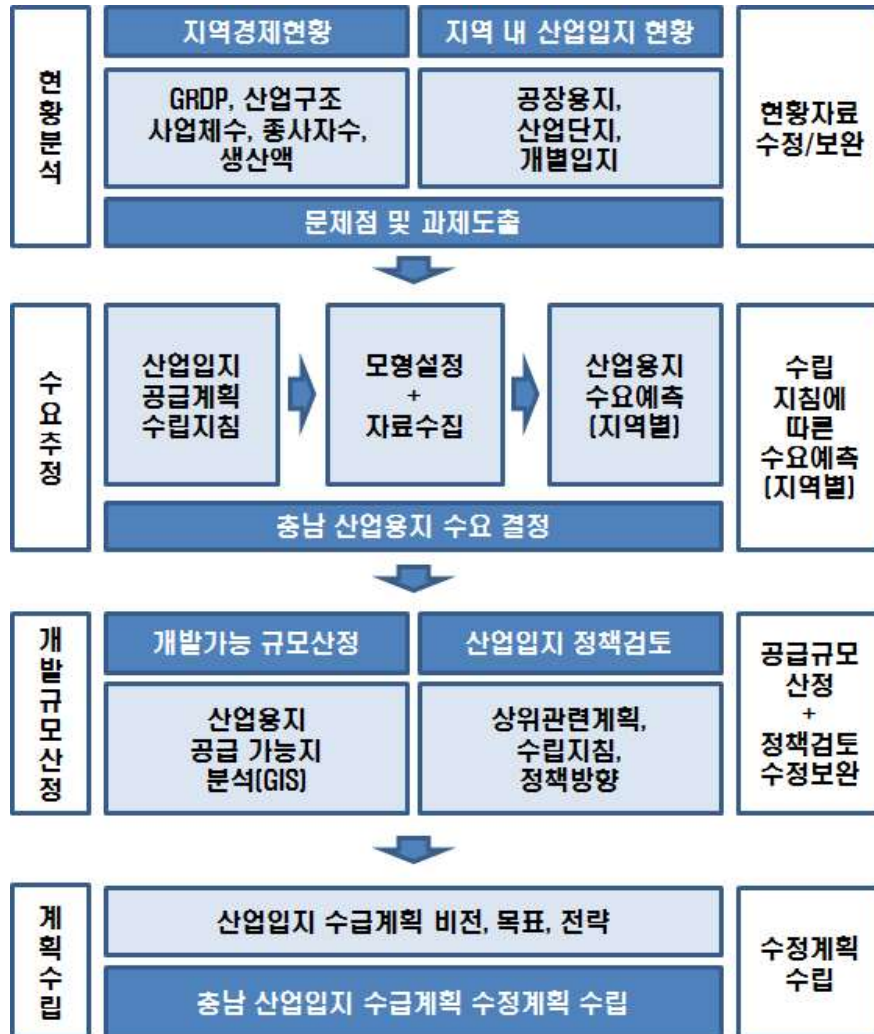 현황분석
지역경제현황
지역 내 산업입지 현황
GRDP, 산업구조
사업체수, 종사자수,
생산액
공장용지,
산업단지,
개별입지
문제점 및 과제도출
현황자료
수정/보완
수요추정
산업입지
공급계획
수립지침
모형설정
+
자료수집
산업용지
수요예측
(지역별)
충남 산업용지 수요 결정
수립
지침에
따른
수요예측
(지역별)
개발규모산정
개발가능 규모산정
산업입지 정책검토
산업용지
공급 가능지
분석(GIS)
상위관련계획,
수립지침,
정책방향
공급규모
산정
+
정책검토
수정보완
계획수립
산업입지 수급계획 비전, 목표, 전략
충남 산업입지 수급계획 수정계획 수립
수정계획
수립